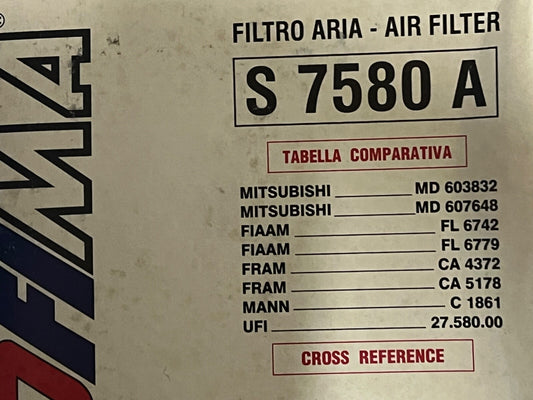 FILTRO ARIA - AIR FILTER
S 7580 A
TABELLA COMPARATIVA
MITSUBISHI MD 603832
MITSUBISHI MD 607648
FIAAM FL 6742
FIAAM FL 6779
FRAM CA 4372
FRAM CA 5178
MANN C 1861
UFI 27.580.00
CROSS REFERENCE